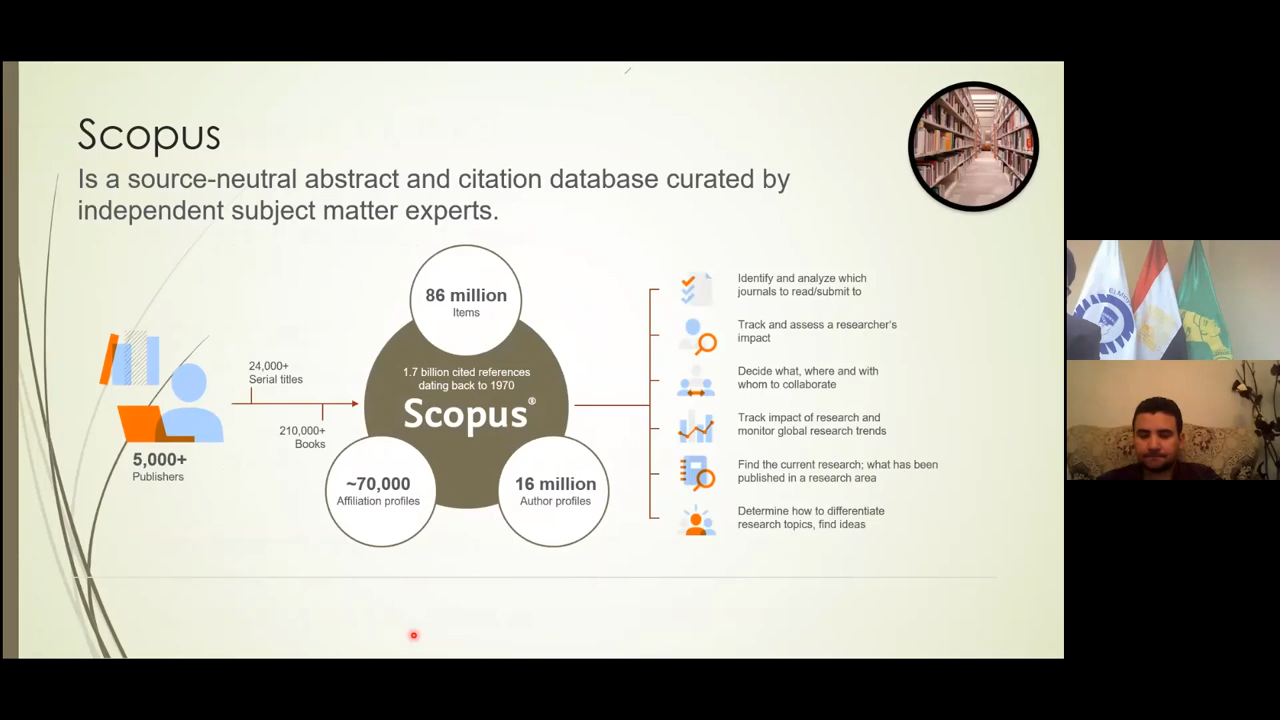 Scopus
Is a source-neutral abstract and citation database curated by
independent subject matter experts.
5,000+
Publishers
24,000+
Serial titles
210,000+
Books
86 million
Items
1.7 billion cited references
dating back to 1970
Scopus®
~70,000
Affiliation profiles
16 million
Author profiles
Identify and analyze which
journals to read/submit to
Track and assess a researcher's
impact
Decide what, where and with
whom to collaborate
Track impact of research and
monitor global research trends
Find the current research; what has been
published in a research area
Determine how to differentiate
research topics, find ideas